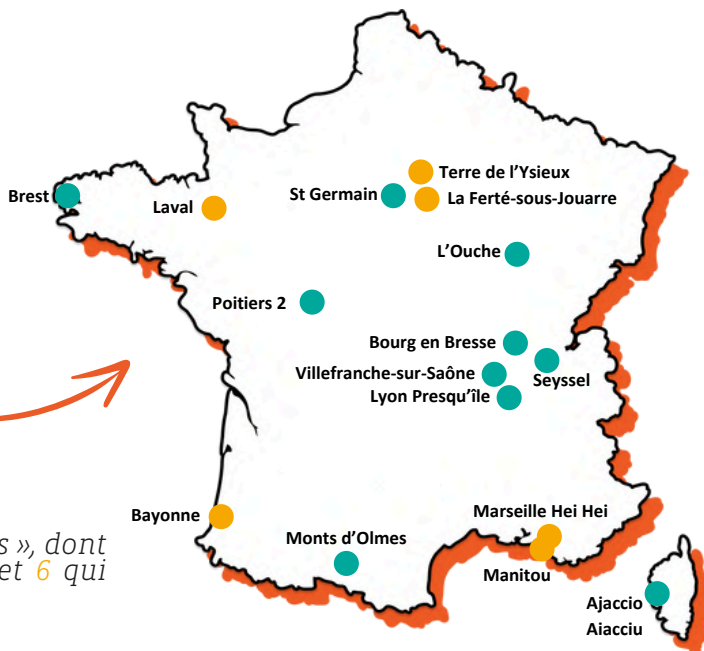 Terre de l'Ysieux
Brest
St Germain
La Ferté-sous-Jouarre
Laval
L'Ouche
Poitiers 2
Bourg en Bresse
Villefranche-sur-Saône
Seyssel
Lyon Presqu'île
Bayonne
Marseille Hei Hei
s », dont
Monts d'Olmes
et 6 qui
Manitou
Ajaccio
Aiacciu